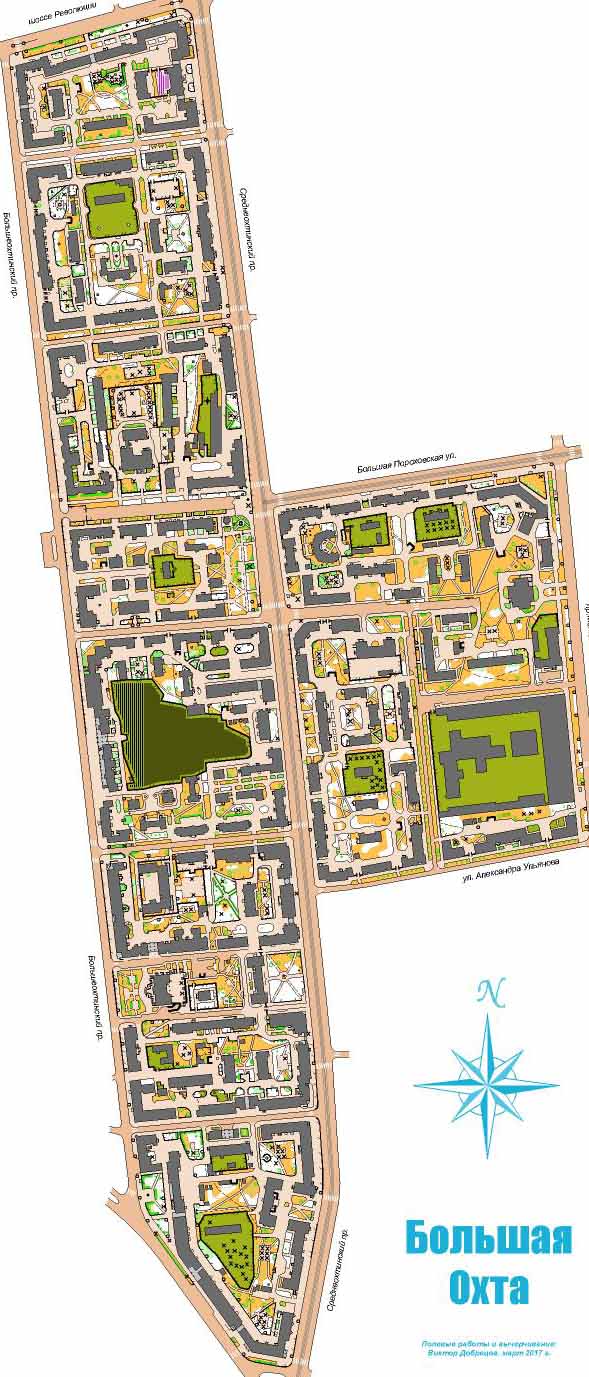 шоссе Революции
Большеохтинский пр.
Среднеохтинский пр.
Большая Пороховская ул.
ул. Александра Ульянова
Большеохтинский пр.
N
Среднеохтинский пр.
Большая
Охта
Полевые работы и вычерчивание:
Виктор Добрецов. март 2017 г.